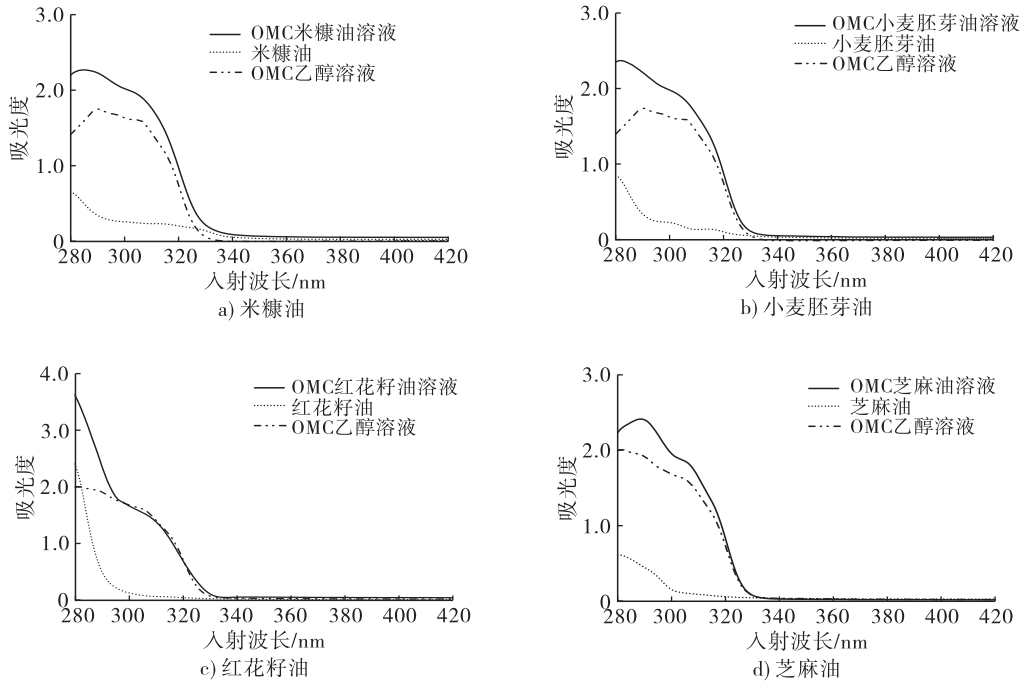 3.0
2.0
1.0
0
吸光度
OMC米糠油溶液
米糠油
OMC乙醇溶液
280 300 320 340 360 380 400 420
入射波长/nm
a) 米糠油
3.0
2.0
1.0
0
吸光度
OMC小麦胚芽油溶液
小麦胚芽油
OMC乙醇溶液
280 300 320 340 360 380 400 420
入射波长/nm
b) 小麦胚芽油
4.0
3.0
2.0
1.0
0
吸光度
OMC红花籽油溶液
红花籽油
OMC乙醇溶液
280 300 320 340 360 380 400 420
入射波长/nm
c) 红花籽油
3.0
2.0
1.0
0
吸光度
OMC芝麻油溶液
芝麻油
OMC乙醇溶液
280 300 320 340 360 380 400 420
入射波长/nm
d) 芝麻油